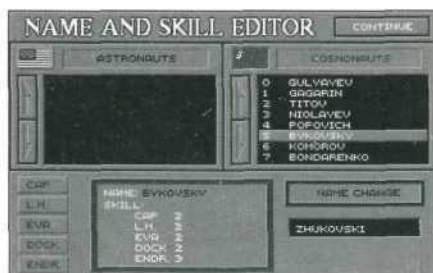 NAME AND SKILL EDITOR
CONTINUE
ASTRONAUTS
COSMONAUTS
0 GULYAYEV
1 GAGARIN
2 TITOV
3 NIOLAYEV
4 POPOVICH
5 BYKOVSKY
6 KOMOROV
7 BONDARENKO
CAP
L.M.
EVA
DOCK
ENDR.
NAME: BYKOVSKY
SKILL
CAP 2
L.M. 3
EVA 2
DOCK 2
ENDR. 3
NAME CHANGE
ZHUKOVSKI